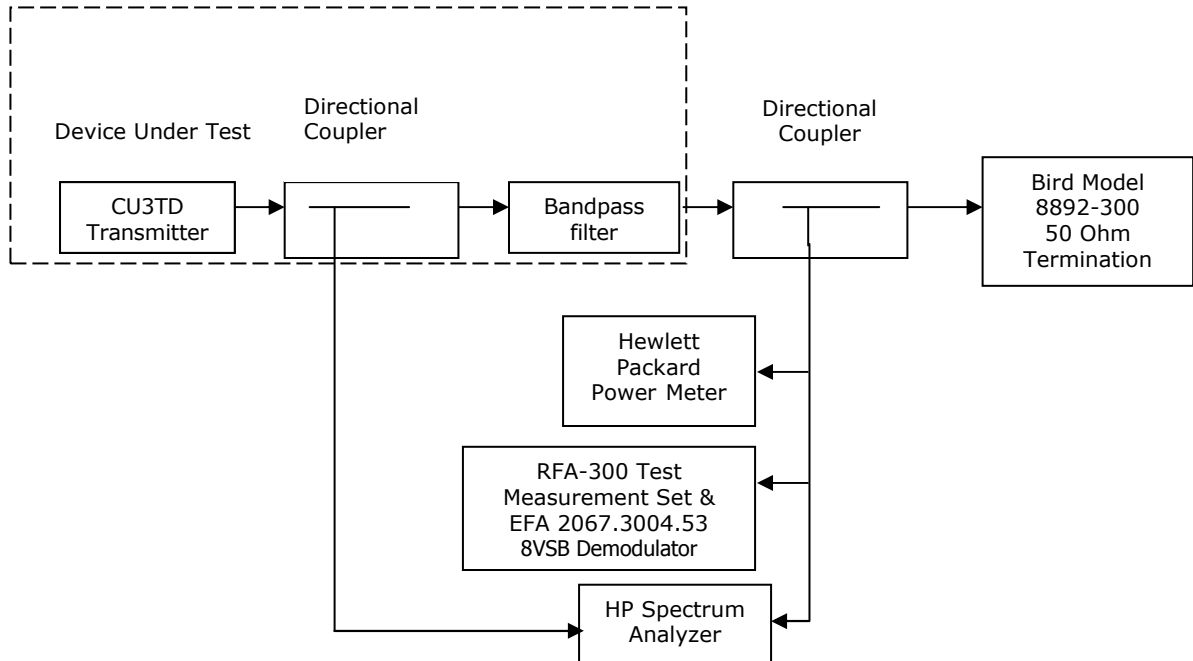 Device Under Test
Directional
Coupler
Directional
Coupler
CU3TD
Transmitter
Bandpass
filter
Bird Model
8892-300
50 Ohm
Termination
Hewlett
Packard
Power Meter
RFA-300 Test
Measurement Set &
EFA 2067.3004.53
8VSB Demodulator
HP Spectrum
Analyzer